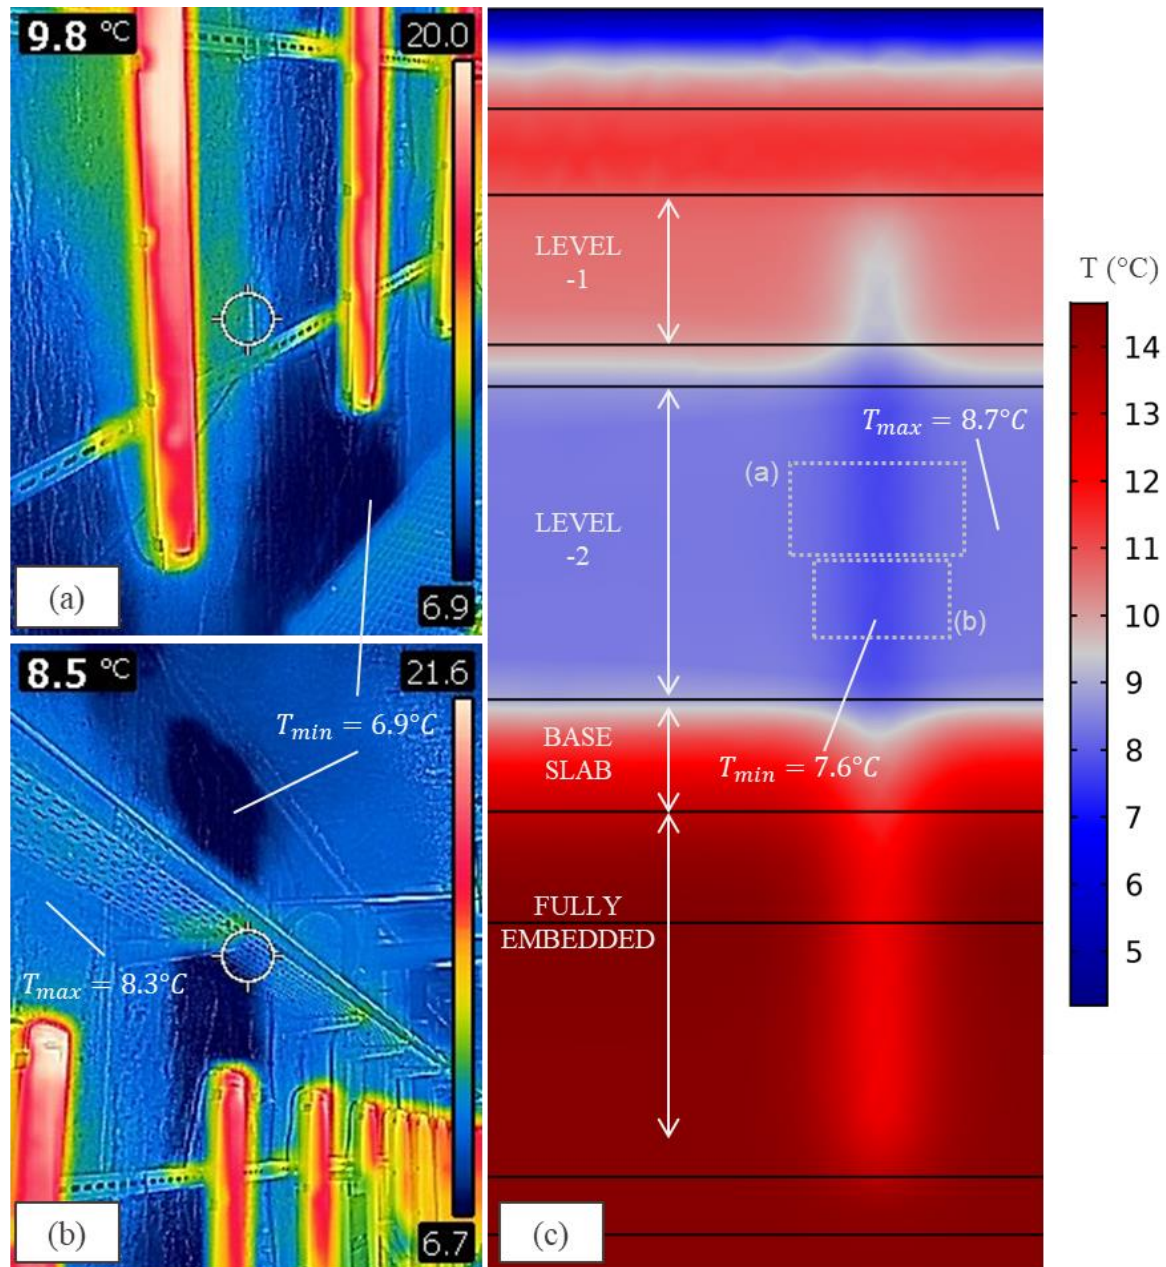 9.8 °C
20.0
6.9
(a)
8.5 °C
21.6
T_min = 6.9°C
T_max = 8.3°C
6.7
(b)
LEVEL
-1
T_max = 8.7°C
(a)
LEVEL
-2
(b)
BASE
SLAB
T_min = 7.6°C
FULLY
EMBEDDED
(c)
T (°C)
14
13
12
11
10
9
8
7
6
5